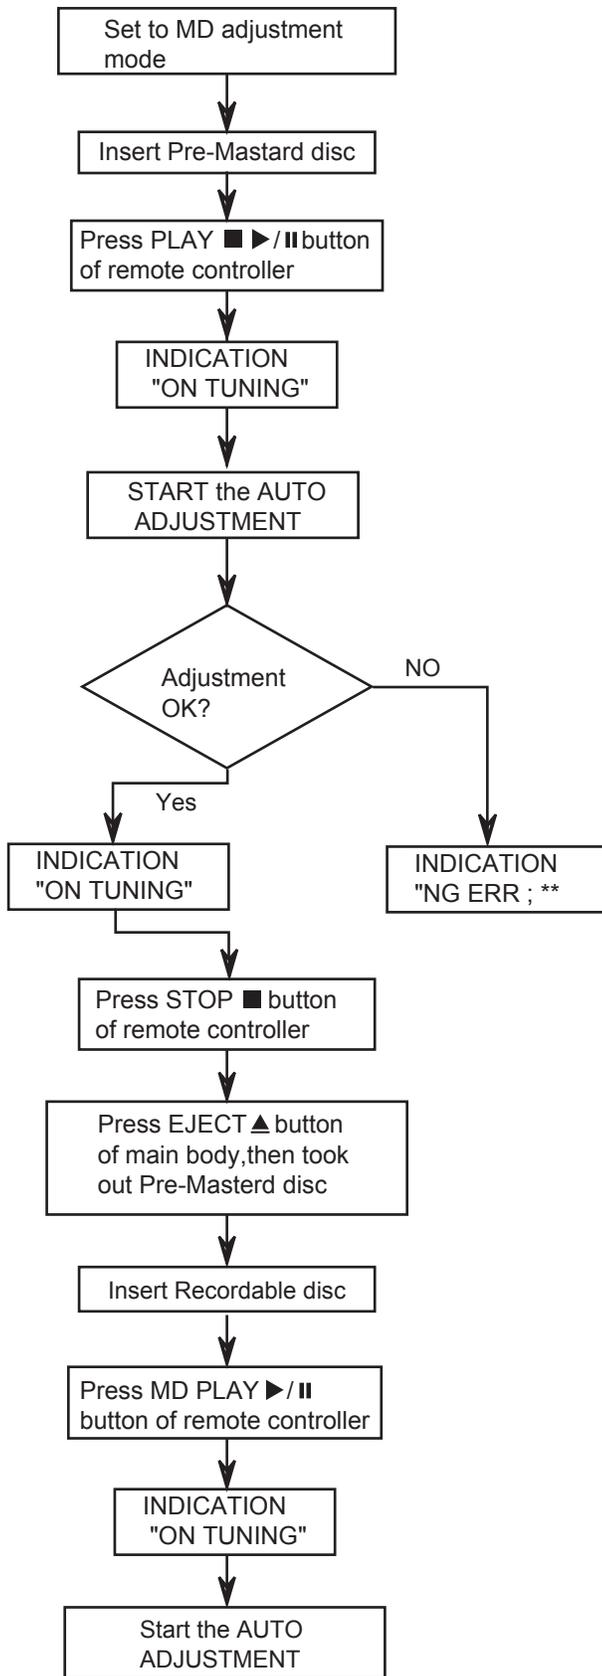 Set to MD adjustment
mode
Insert Pre-Mastard disc
Press PLAY ■ ▶/⏸ button
of remote controller
INDICATION
"ON TUNING"
START the AUTO
ADJUSTMENT
Adjustment
OK?
NO
Yes
INDICATION
"ON TUNING"
INDICATION
"NG ERR ; **
Press STOP ■ button
of remote controller
Press EJECT ⏏ button
of main body,then took
out Pre-Masterd disc
Insert Recordable disc
Press MD PLAY ▶/⏸
button of remote controller
INDICATION
"ON TUNING"
Start the AUTO
ADJUSTMENT